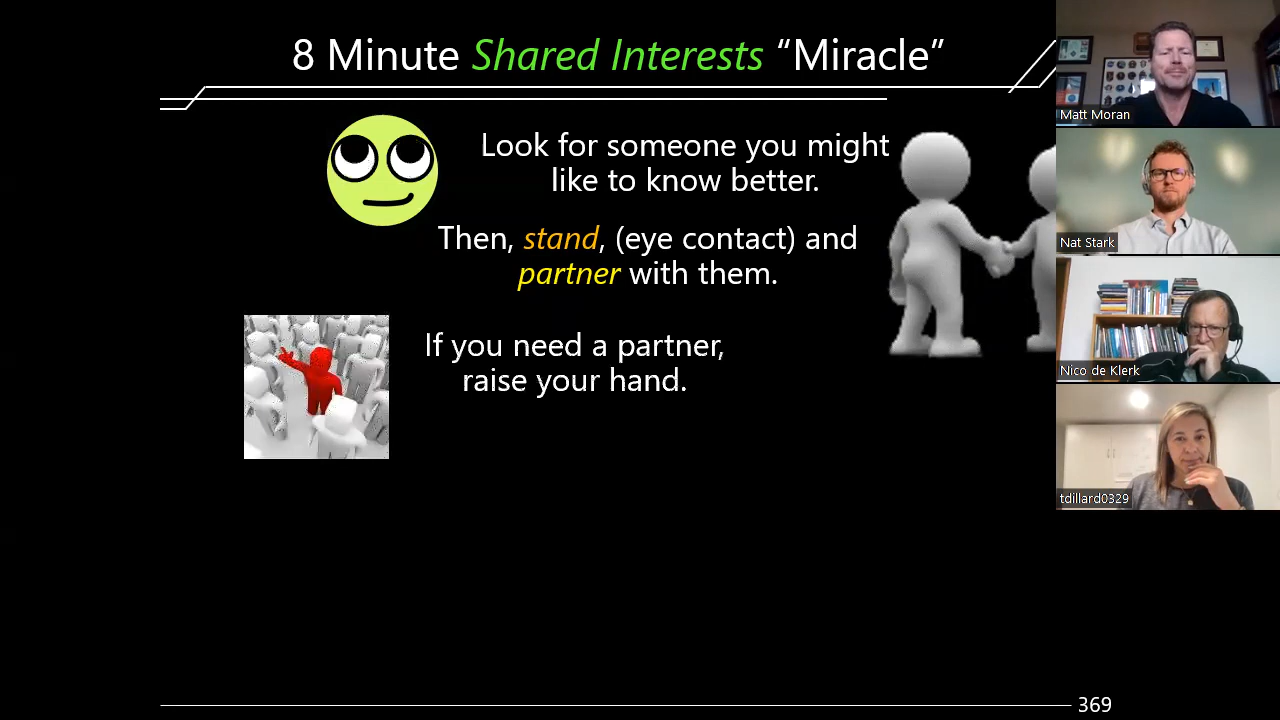 8 Minute Shared Interests “Miracle”
Look for someone you might
like to know better.
Then, stand, (eye contact) and
partner with them.
If you need a partner,
raise your hand.
369
Matt Moran
Nat Stark
Nico de Klerk
tdillard0329